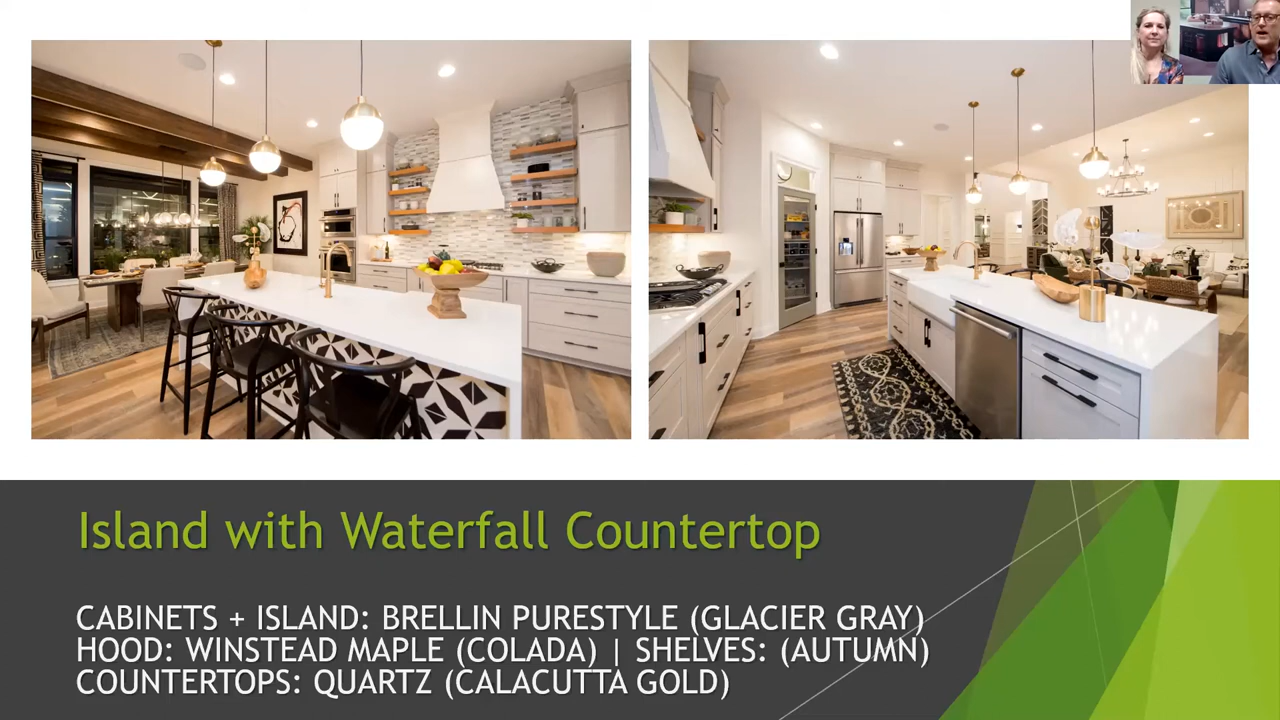 Island with Waterfall Countertop
CABINETS + ISLAND: BRELLIN PURESTYLE (GLACIER GRAY)
HOOD: WINSTEAD MAPLE (COLADA) | SHELVES: (AUTUMN)
COUNTERTOPS: QUARTZ (CALACUTTA GOLD)